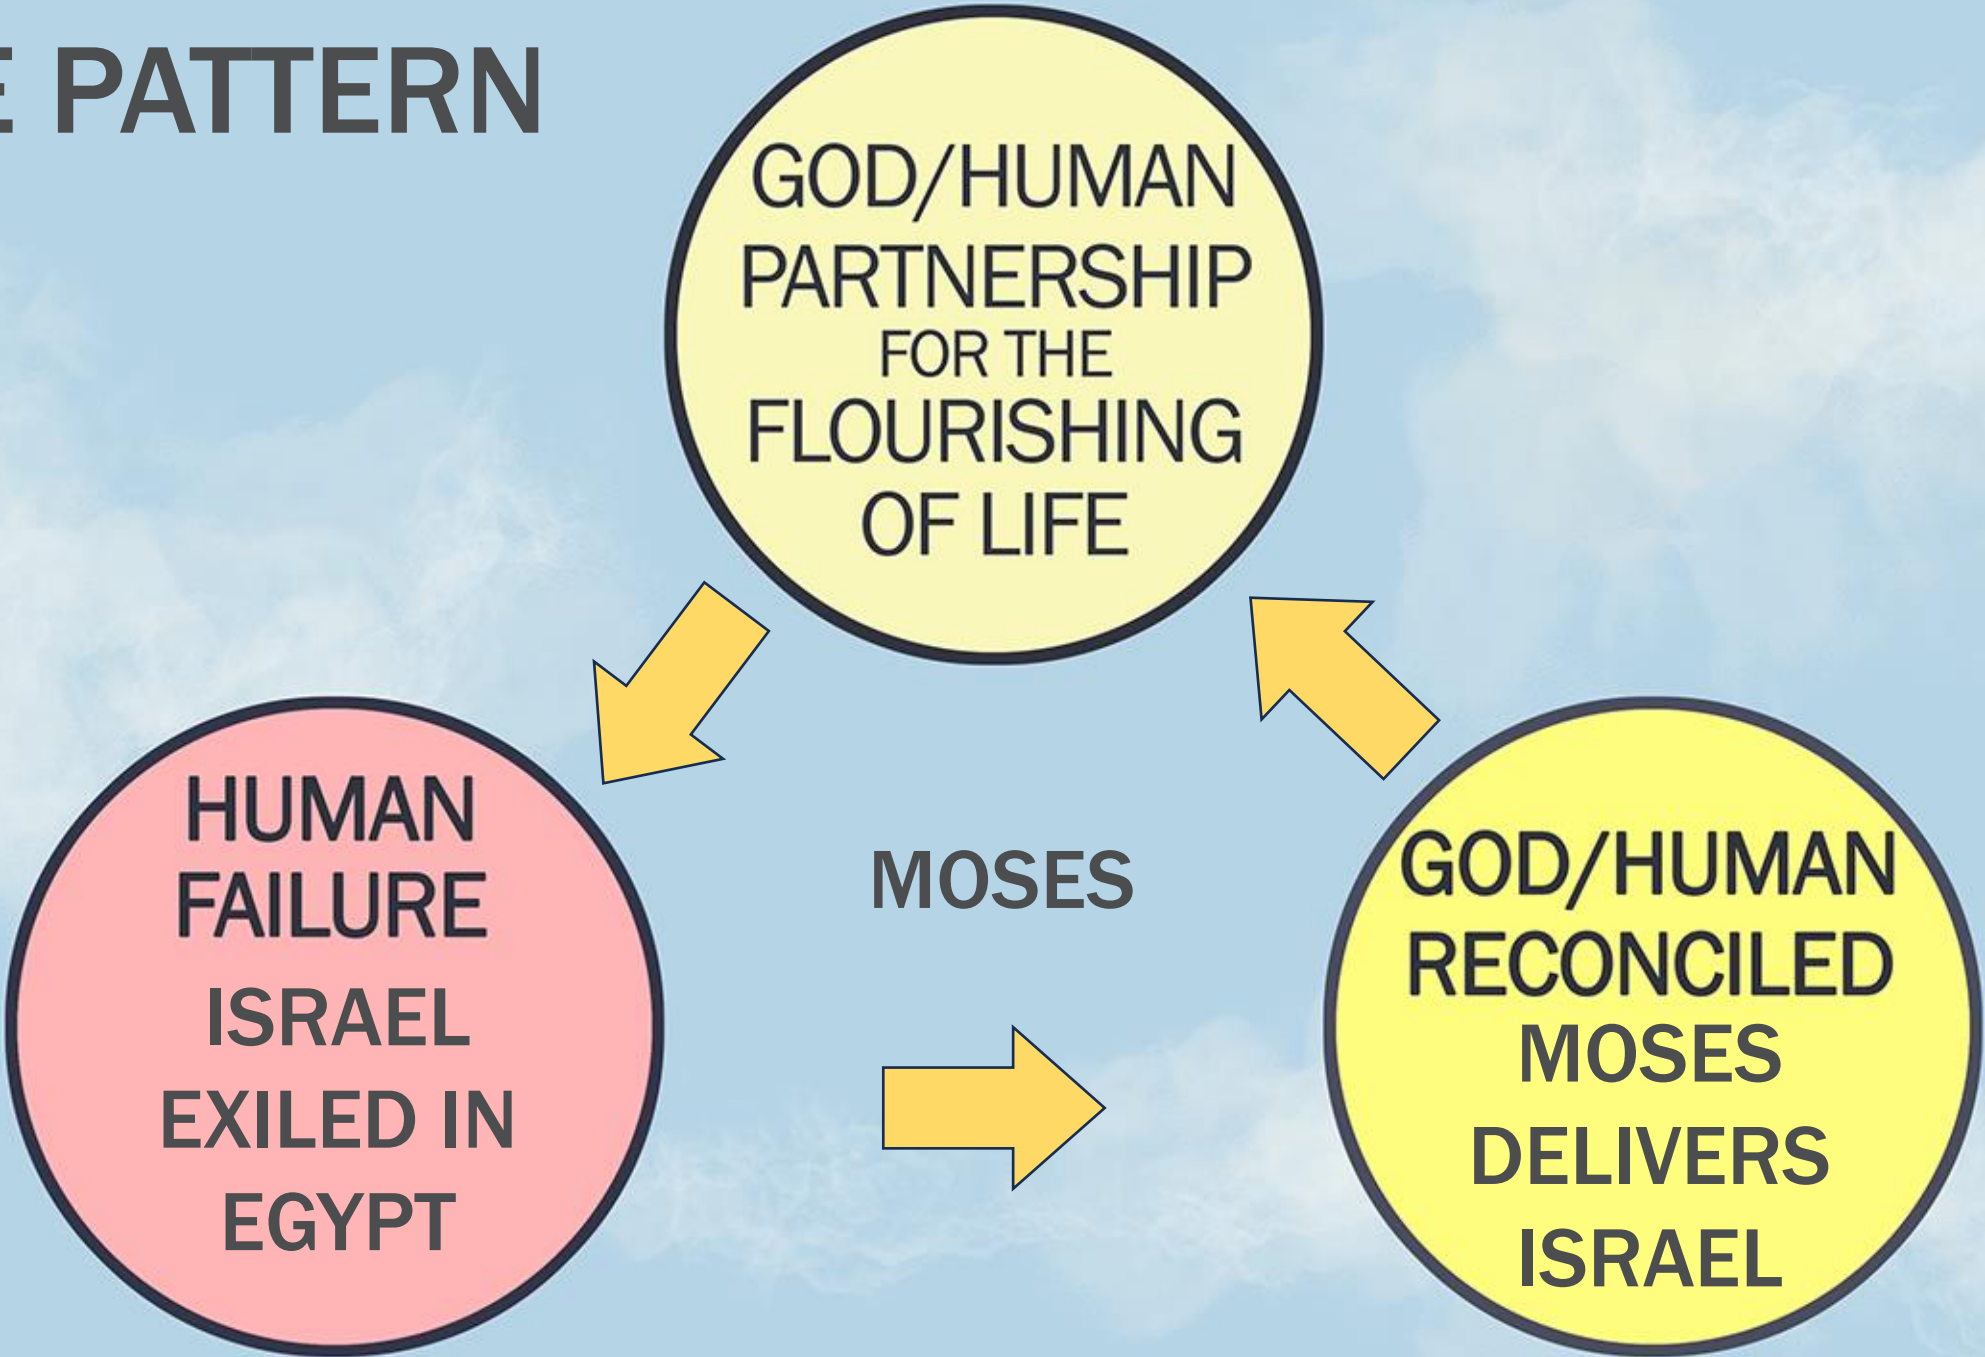 E PATTERN
GOD/HUMAN
PARTNERSHIP
FOR THE
FLOURISHING
OF LIFE
HUMAN
FAILURE
ISRAEL
EXILED IN
EGYPT
MOSES
GOD/HUMAN
RECONCILED
MOSES
DELIVERS
ISRAEL